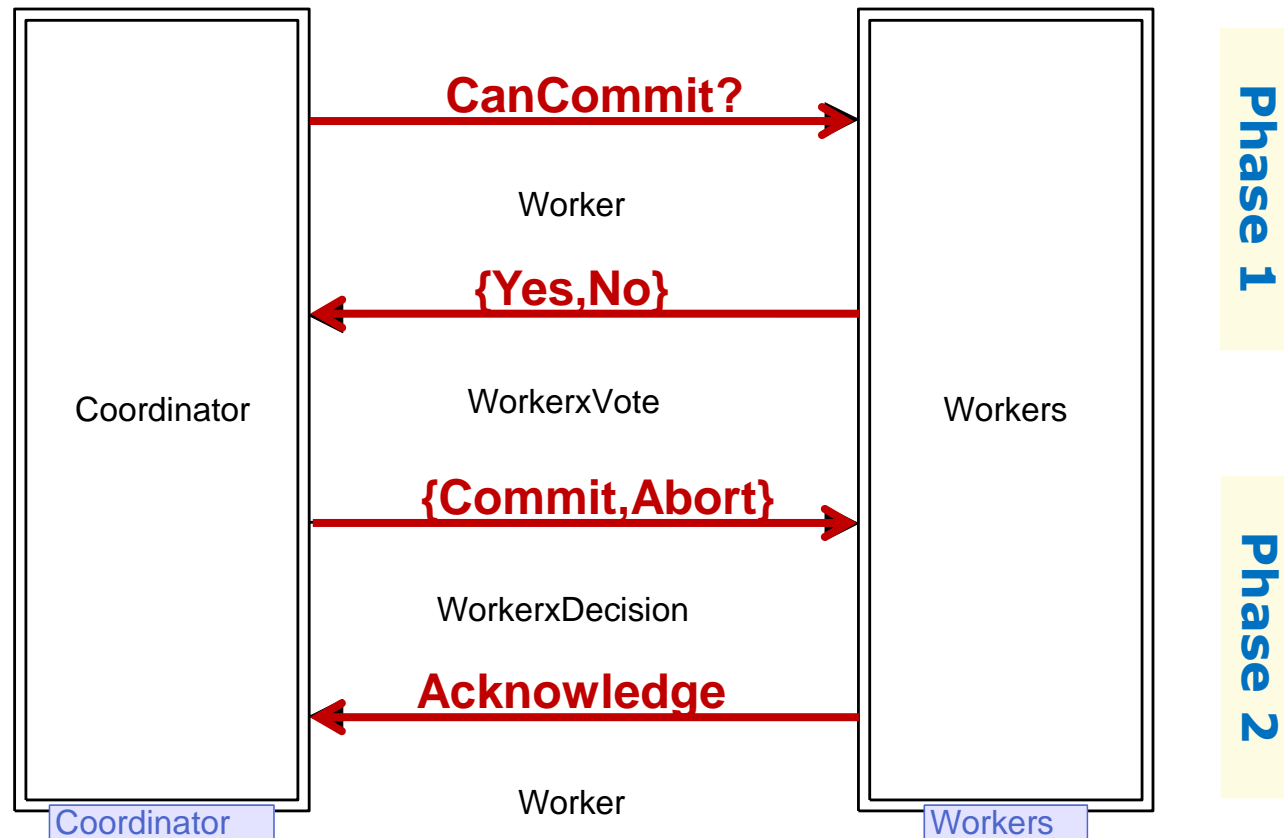 CanCommit?
Phase 1
Worker
{Yes,No}
Coordinator
WorkerxVote
Workers
{Commit,Abort}
Phase 2
WorkerxDecision
Acknowledge
Worker
Coordinator
Workers